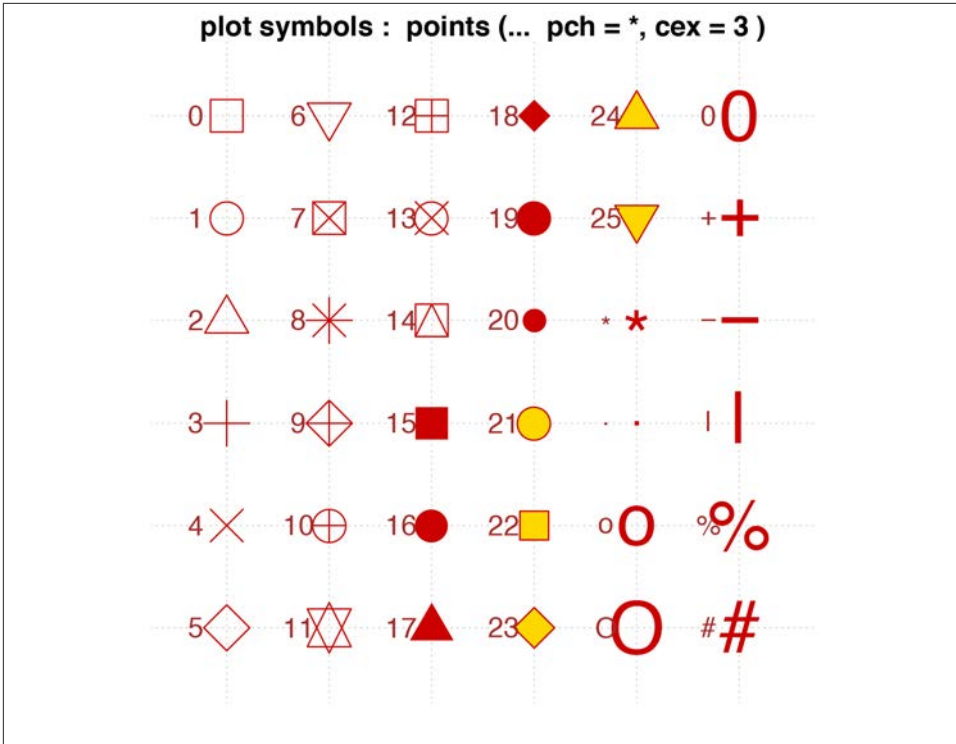 plot symbols : points (... pch = *, cex = 3 )
0 6 12 18 24 0 0
1 7 13 19 25 + +
2 8 14 20 * * – –
3 9 15 21 . . | |
4 10 16 22 o o % %
5 11 17 23 O O # #